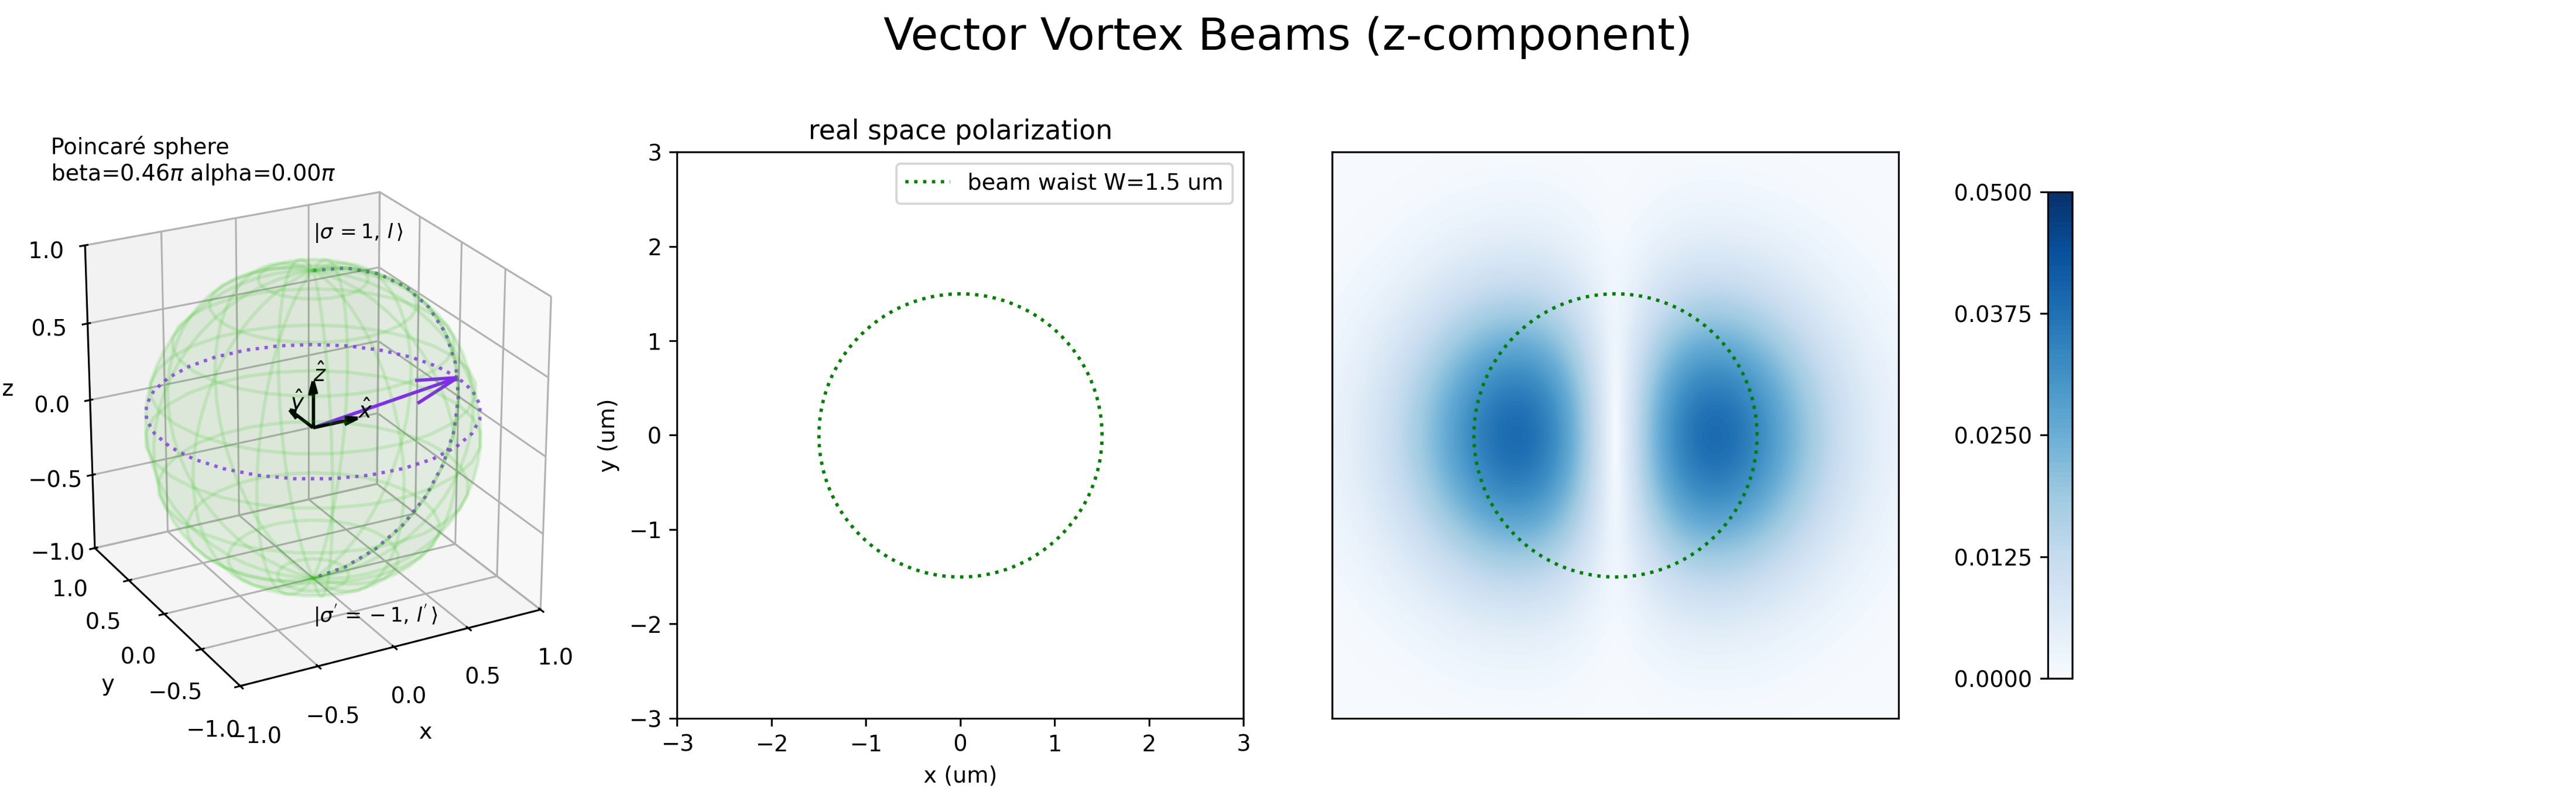 Vector Vortex Beams (z-component)
Poincaré sphere
beta=0.46π alpha=0.00π
|σ = 1, l⟩
1.0
0.5
0.0
−0.5
−1.0
z
ẑ
ŷ
x̂
|σ′ = −1, l′⟩
1.0
0.5
0.0
−0.5
−1.0
y
−1.0
−0.5
0.0
0.5
1.0
x
real space polarization
beam waist W=1.5 um
3
2
1
0
−1
−2
−3
y (um)
−3 −2 −1 0 1 2 3
x (um)
0.0500
0.0375
0.0250
0.0125
0.0000